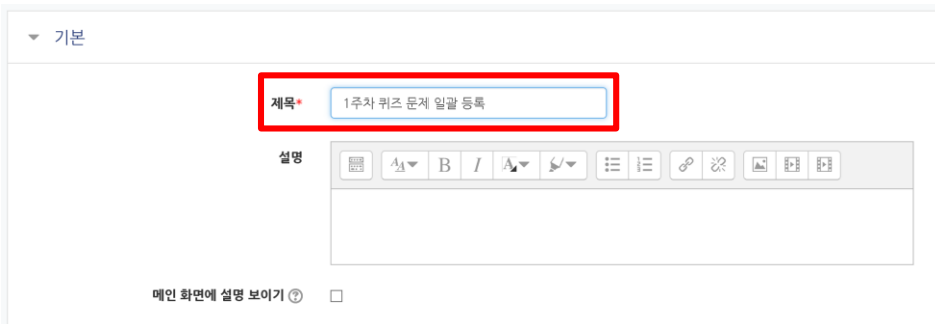 기본
제목* 1주차 퀴즈 문제 일괄 등록
설명
메인 화면에 설명 보이기